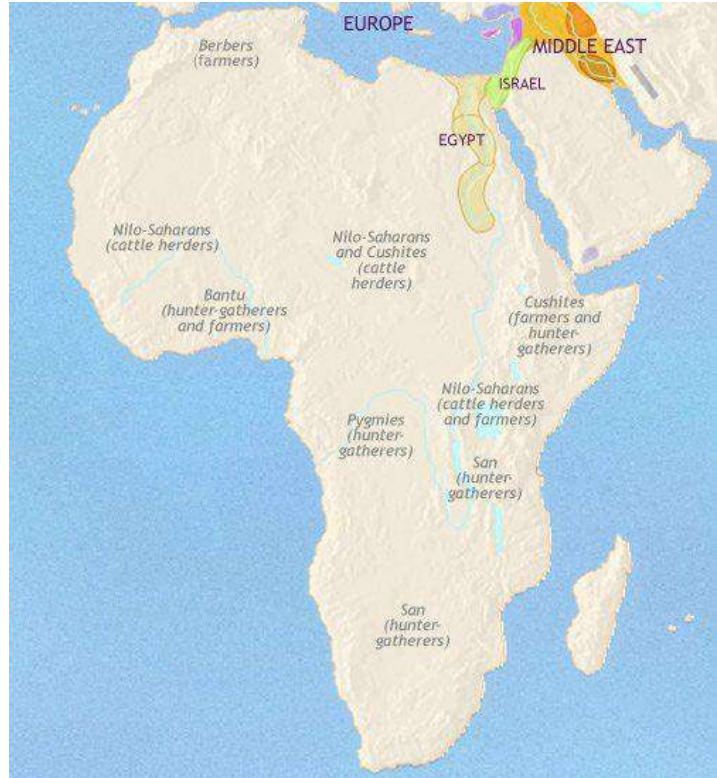 EUROPE
Berbers
(farmers)
MIDDLE EAST
ISRAEL
EGYPT
Nilo-Saharans
(cattle herders)
Nilo-Saharans
and Cushites
(cattle
herders)
Bantu
(hunter-gatherers
and farmers)
Cushites
(farmers and
hunter-
gatherers)
Nilo-Saharans
(cattle herders
and farmers)
Pygmies
(hunter-
gatherers)
San
(hunter-
gatherers)
San
(hunter-
gatherers)